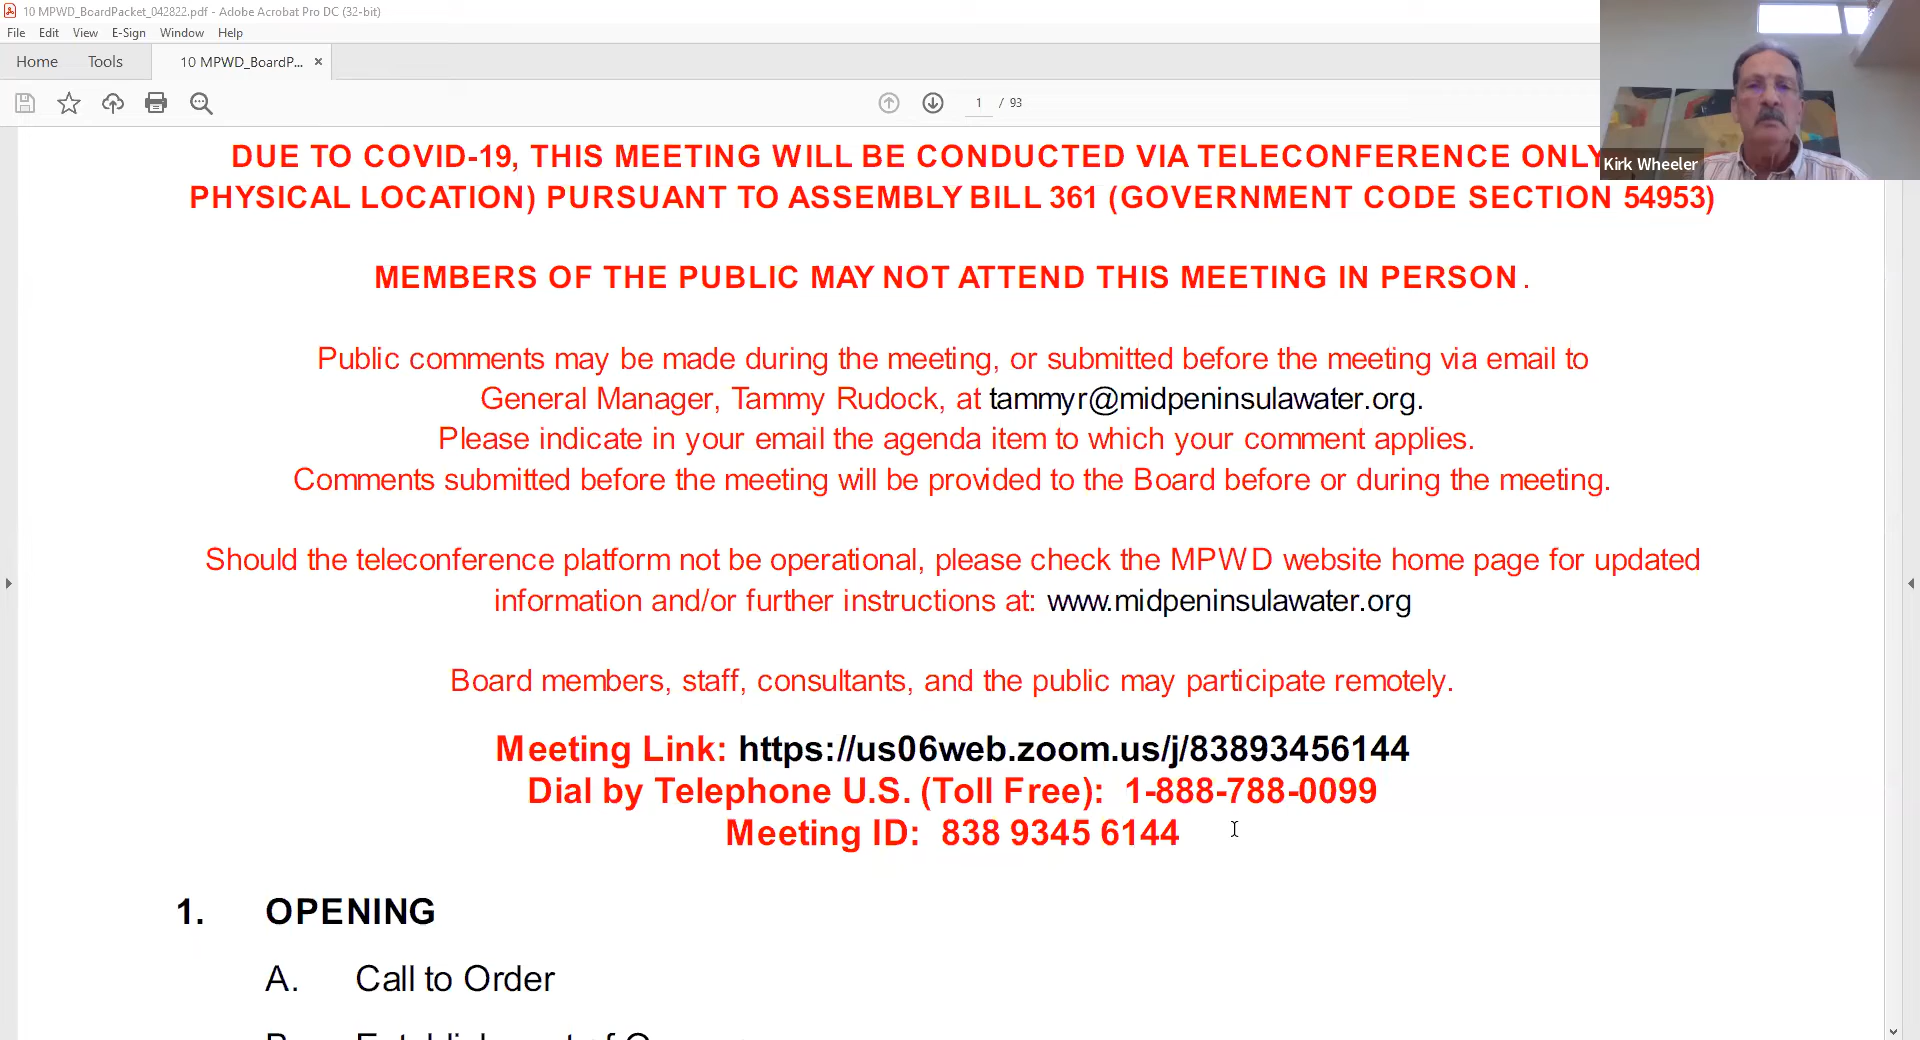 10 MPWD_BoardPacket_042822.pdf - Adobe Acrobat Pro DC (32-bit)
File Edit View E-Sign Window Help
Home Tools 10 MPWD_BoardP... ×
1 / 93
Kirk Wheeler
DUE TO COVID-19, THIS MEETING WILL BE CONDUCTED VIA TELECONFERENCE ONLY
PHYSICAL LOCATION) PURSUANT TO ASSEMBLY BILL 361 (GOVERNMENT CODE SECTION 54953)
MEMBERS OF THE PUBLIC MAY NOT ATTEND THIS MEETING IN PERSON.
Public comments may be made during the meeting, or submitted before the meeting via email to
General Manager, Tammy Rudock, at tammyr@midpeninsulawater.org.
Please indicate in your email the agenda item to which your comment applies.
Comments submitted before the meeting will be provided to the Board before or during the meeting.
Should the teleconference platform not be operational, please check the MPWD website home page for updated
information and/or further instructions at: www.midpeninsulawater.org
Board members, staff, consultants, and the public may participate remotely.
Meeting Link: https://us06web.zoom.us/j/83893456144
Dial by Telephone U.S. (Toll Free): 1-888-788-0099
Meeting ID: 838 9345 6144
1. OPENING
A. Call to Order